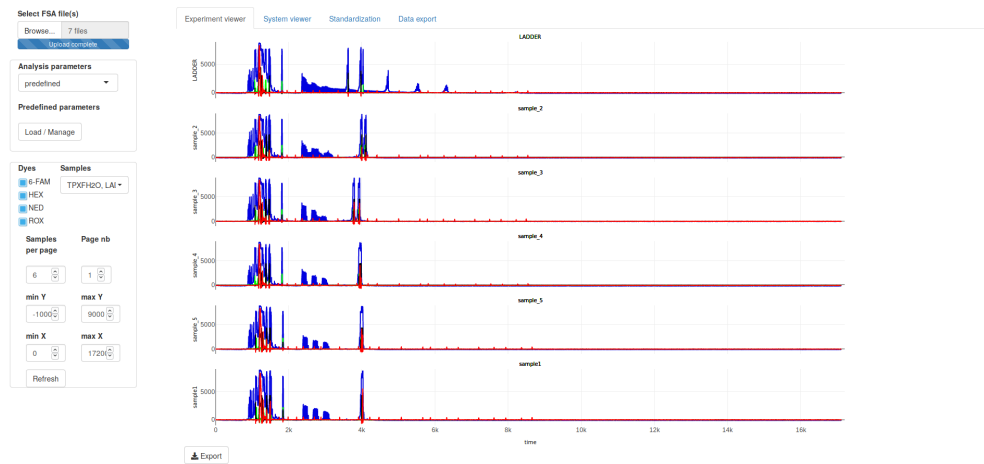 Select FSA file(s)
Browse... 7 files
Upload complete
Analysis parameters
predefined
Predefined parameters
Load / Manage
Dyes Samples
6-FAM
HEX
NED
ROX
TPXFH2O, LAI
Samples per page
Page nb
6 1
min Y max Y
-1000 9000
min X max X
0 1720
Refresh
Experiment viewer System viewer Standardization Data export
LADDER
LADDER
5000
0
sample_2
sample_2
5000
0
sample_3
sample_3
5000
0
sample_4
sample_4
5000
0
sample_5
sample_5
5000
0
sample1
sample1
5000
0
0 2k 4k 6k 8k 10k 12k 14k 16k
time
Export